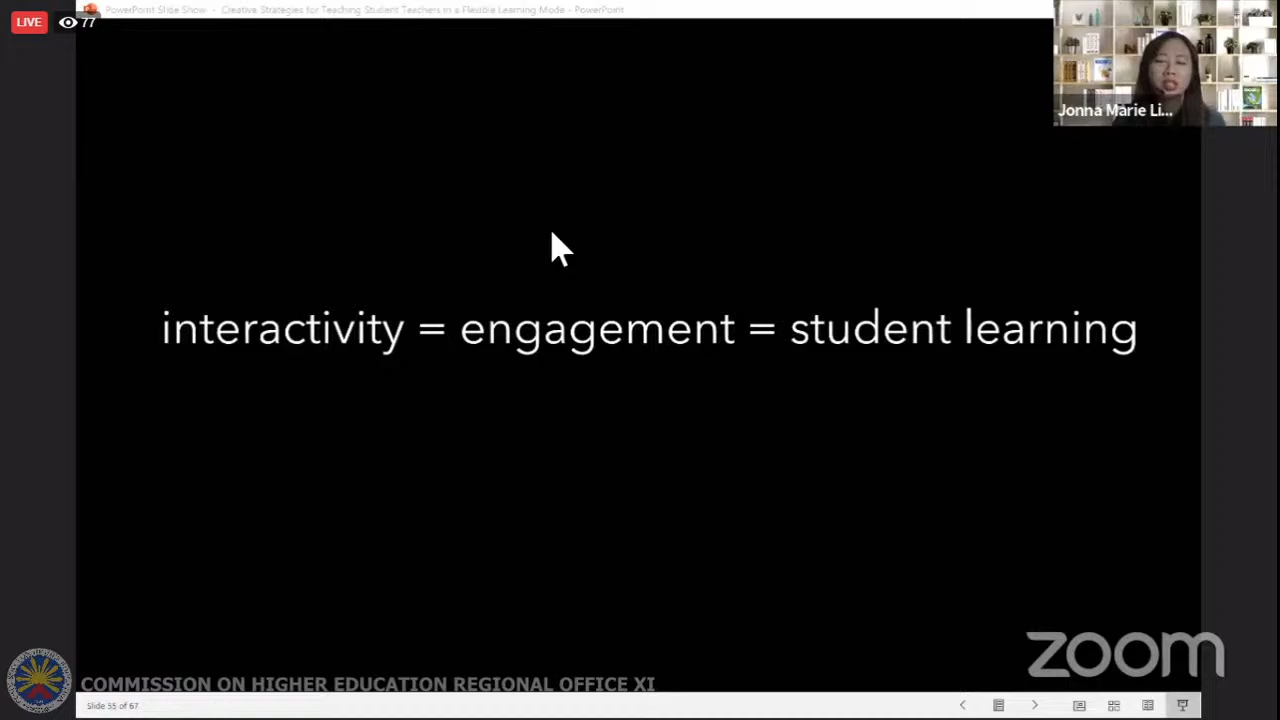 PowerPoint Slide Show - Creative Strategies for Teaching Student Teachers in a Flexible Learning Mode - PowerPoint
LIVE 77
Jonna Marie Li...
interactivity = engagement = student learning
zoom
COMMISSION ON HIGHER EDUCATION REGIONAL OFFICE XI
Slide 55 of 67